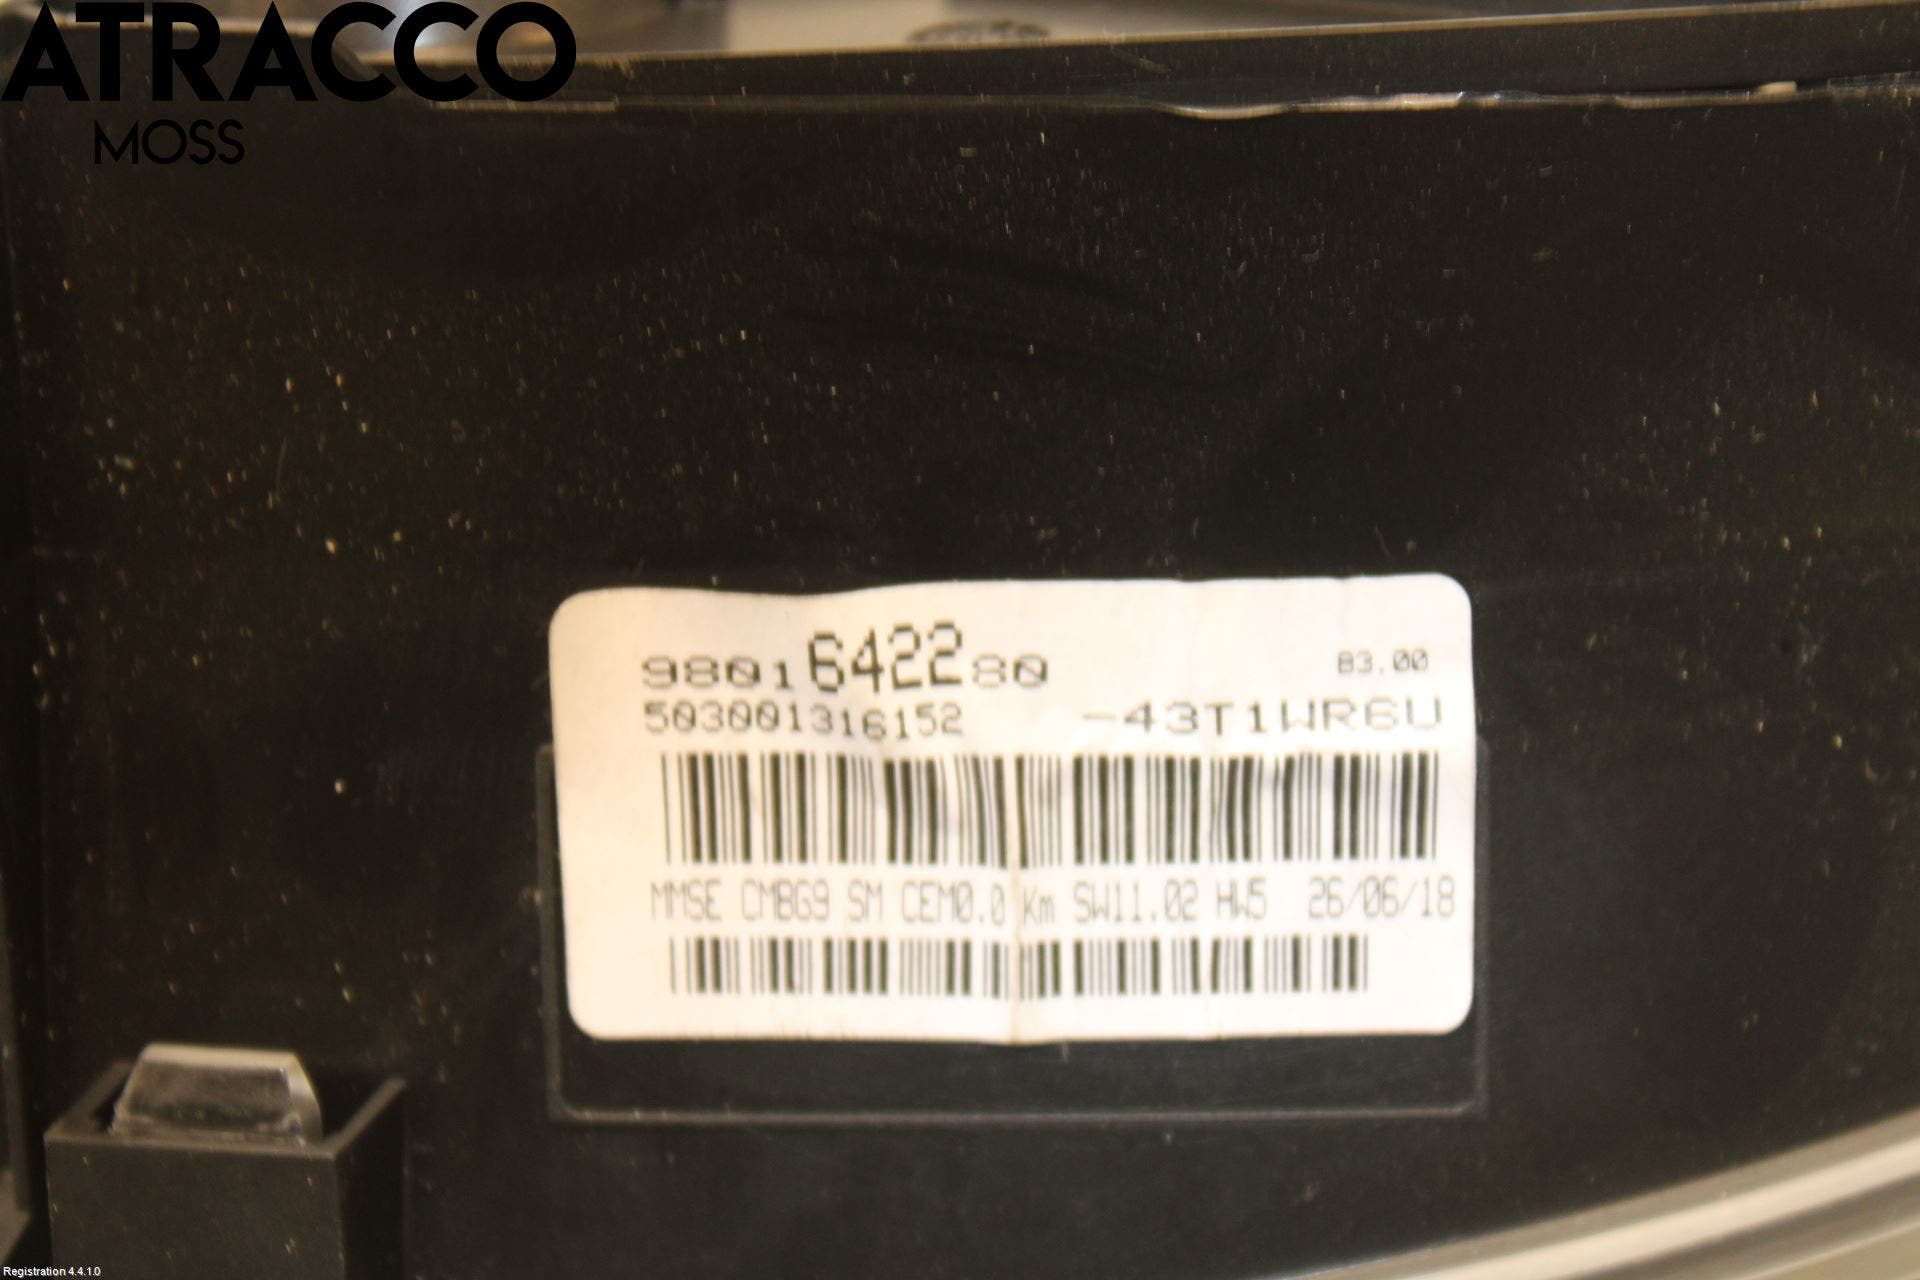 ATRACCO
MOSS
9801642280
83.00
503001316152
-43T1WR6U
MMSE CMBG9 SM CEM0.0 Km SW11.02 HW5 26/06/18
Registration 4.4.1.0